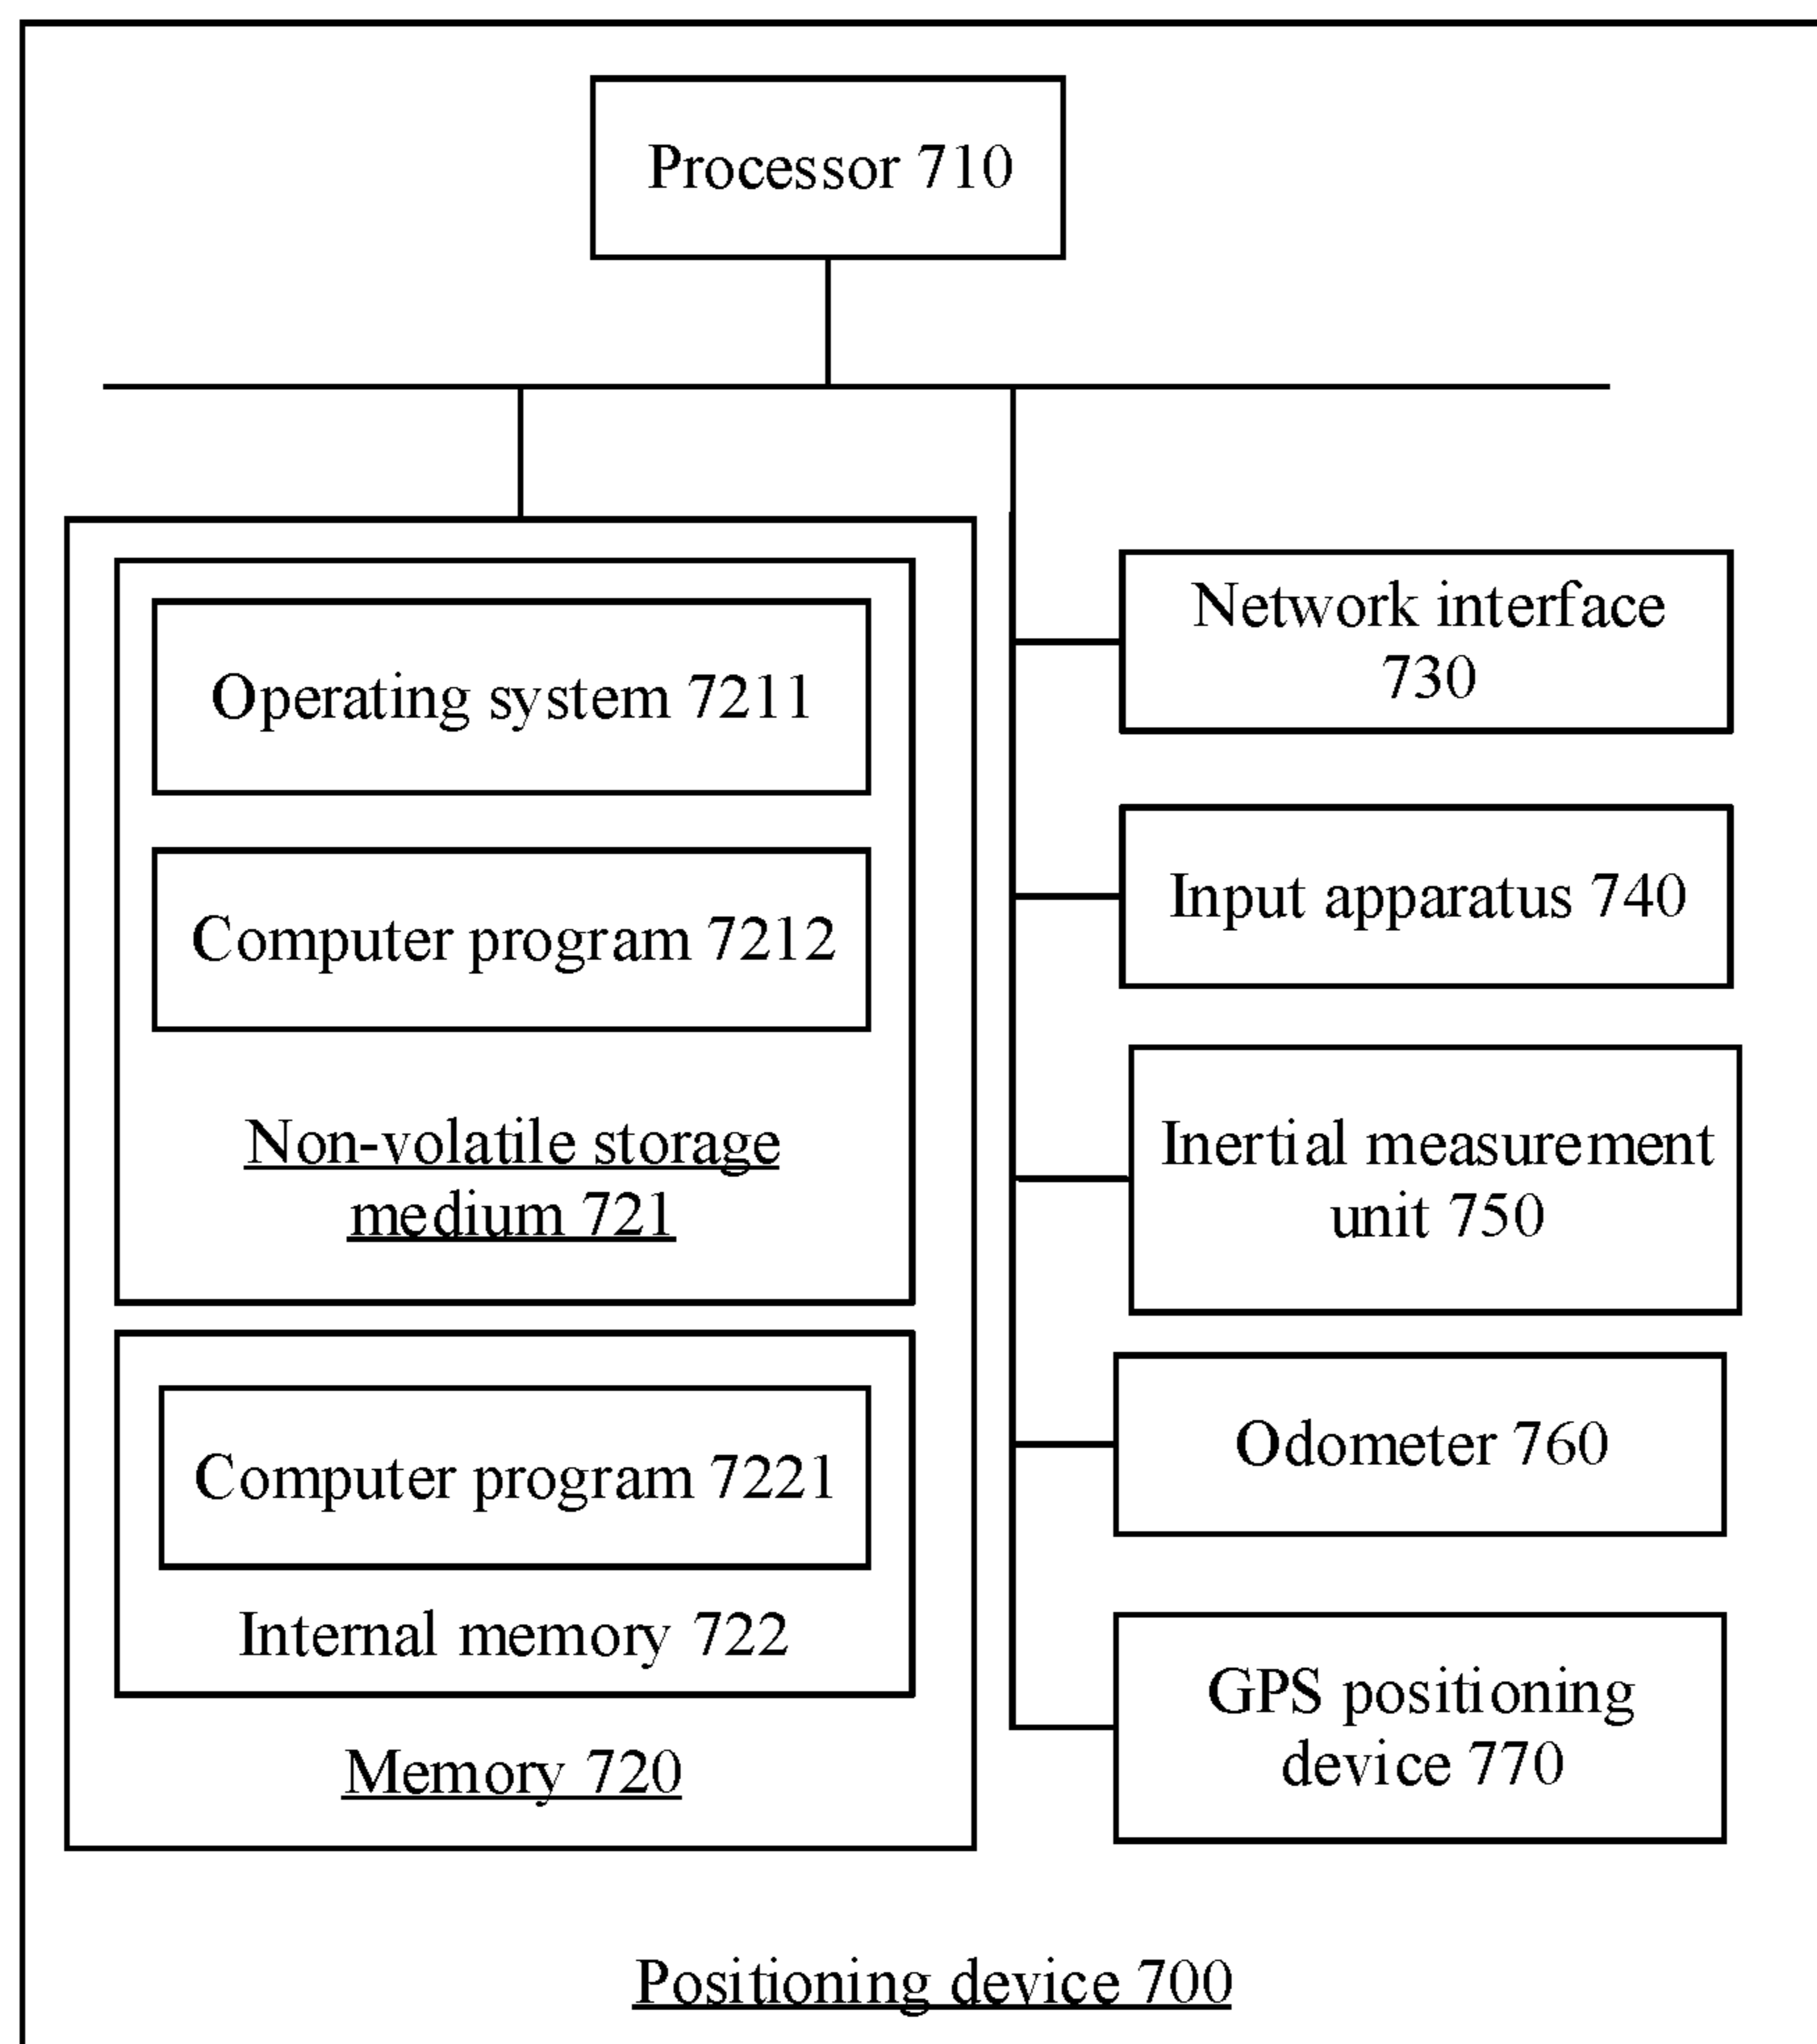 Processor 710
Operating system 7211
Computer program 7212
Non-volatile storage
medium 721
Computer program 7221
Internal memory 722
Memory 720
Network interface
730
Input apparatus 740
Inertial measurement
unit 750
Odometer 760
GPS positioning
device 770
Positioning device 700